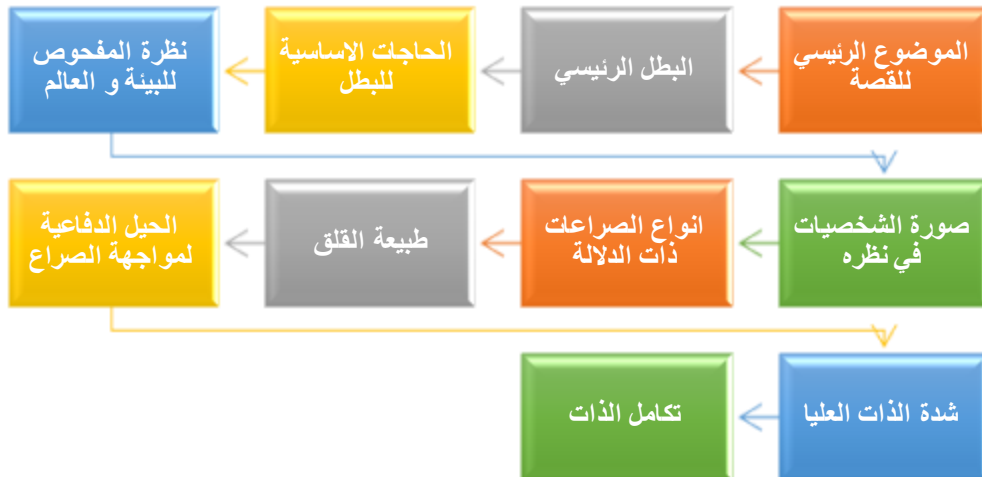 الموضوع الرئيسي
للقصة
البطل الرئيسي
الحاجات الاساسية
للبطل
نظرة المفحوص
للبيئة و العالم
صورة الشخصيات
في نظره
انواع الصراعات
ذات الدلالة
طبيعة القلق
الحيل الدفاعية
لمواجهة الصراع
شدة الذات العليا
تكامل الذات